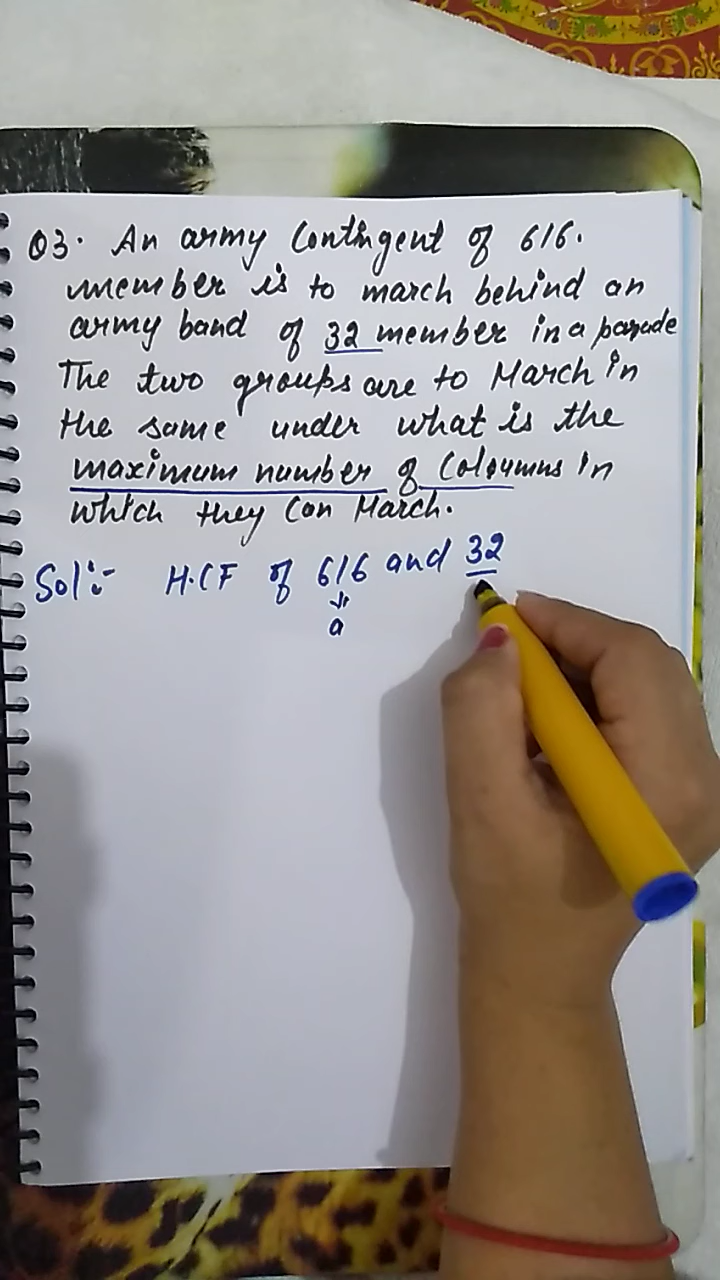 Q3. An army Contingent of 616.
member is to march behind an
army band of 32 member in a parade
The two groups are to March in
the same under what is the
maximum number of Coloumns in
which they Can March.
Sol:- H.CF of 616 and 32
a